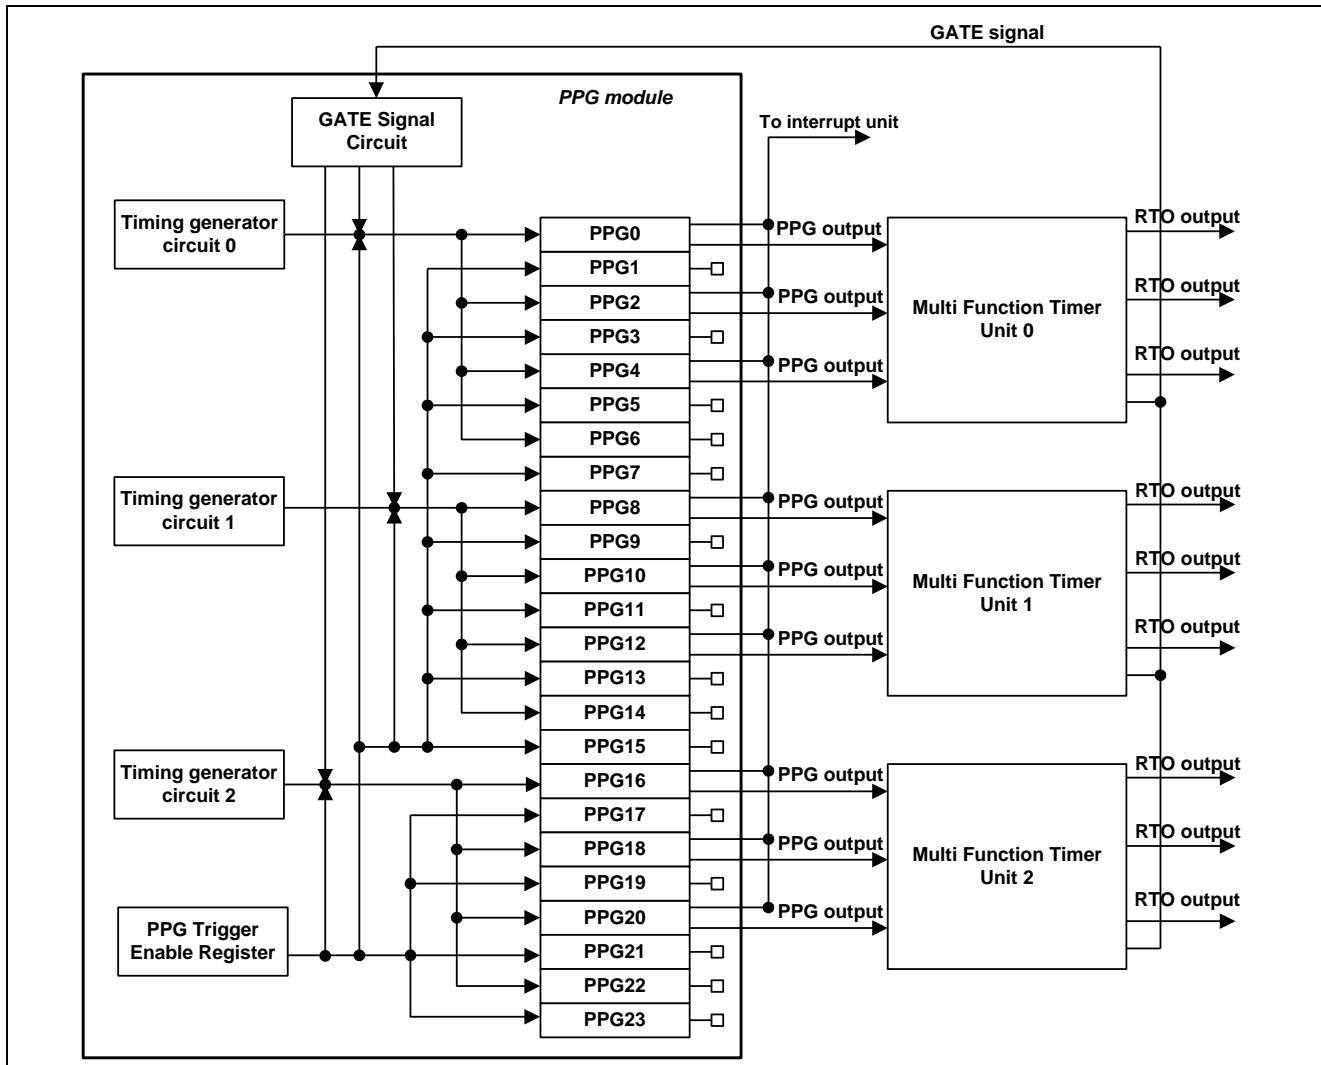 GATE signal
PPG module
GATE Signal
Circuit
To interrupt unit
Timing generator
circuit 0
PPG0
PPG1
PPG2
PPG3
PPG4
PPG5
PPG6
PPG7
PPG output
PPG output
PPG output
Multi Function Timer
Unit 0
RTO output
RTO output
RTO output
Timing generator
circuit 1
PPG8
PPG9
PPG10
PPG11
PPG12
PPG13
PPG14
PPG15
PPG output
PPG output
PPG output
Multi Function Timer
Unit 1
RTO output
RTO output
RTO output
Timing generator
circuit 2
PPG Trigger
Enable Register
PPG16
PPG17
PPG18
PPG19
PPG20
PPG21
PPG22
PPG23
PPG output
PPG output
PPG output
Multi Function Timer
Unit 2
RTO output
RTO output
RTO output